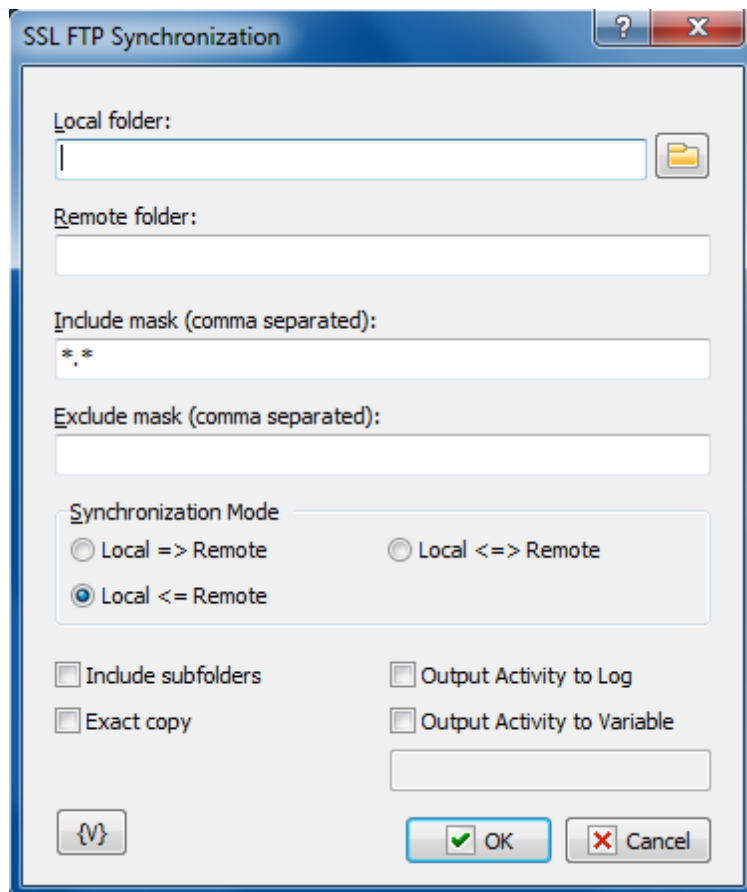 SSL FTP Synchronization
?
Local folder:
Remote folder:
Include mask (comma separated):
*.*
Exclude mask (comma separated):
Synchronization Mode
Local => Remote
Local <=> Remote
Local <= Remote
Include subfolders
Output Activity to Log
Exact copy
Output Activity to Variable
{V}
OK
Cancel